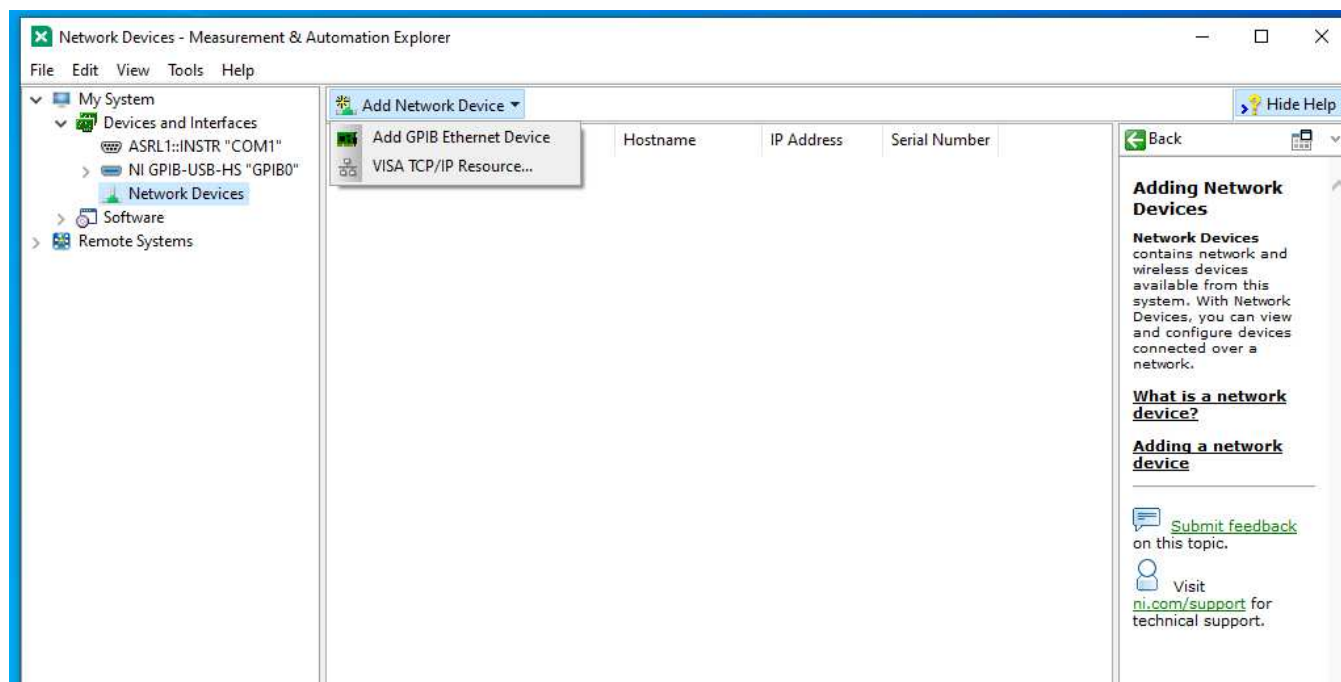 Network Devices - Measurement & Automation Explorer
File Edit View Tools Help
My System
Devices and Interfaces
ASRL1::INSTR "COM1"
NI GPIB-USB-HS "GPIB0"
Network Devices
Software
Remote Systems
Add Network Device
Hide Help
Add GPIB Ethernet Device
VISA TCP/IP Resource...
Hostname IP Address Serial Number
Back
Adding Network
Devices
Network Devices
contains network and
wireless devices
available from this
system. With Network
Devices, you can view
and configure devices
connected over a
network.
What is a network
device?
Adding a network
device
Submit feedback
on this topic.
Visit
ni.com/support for
technical support.